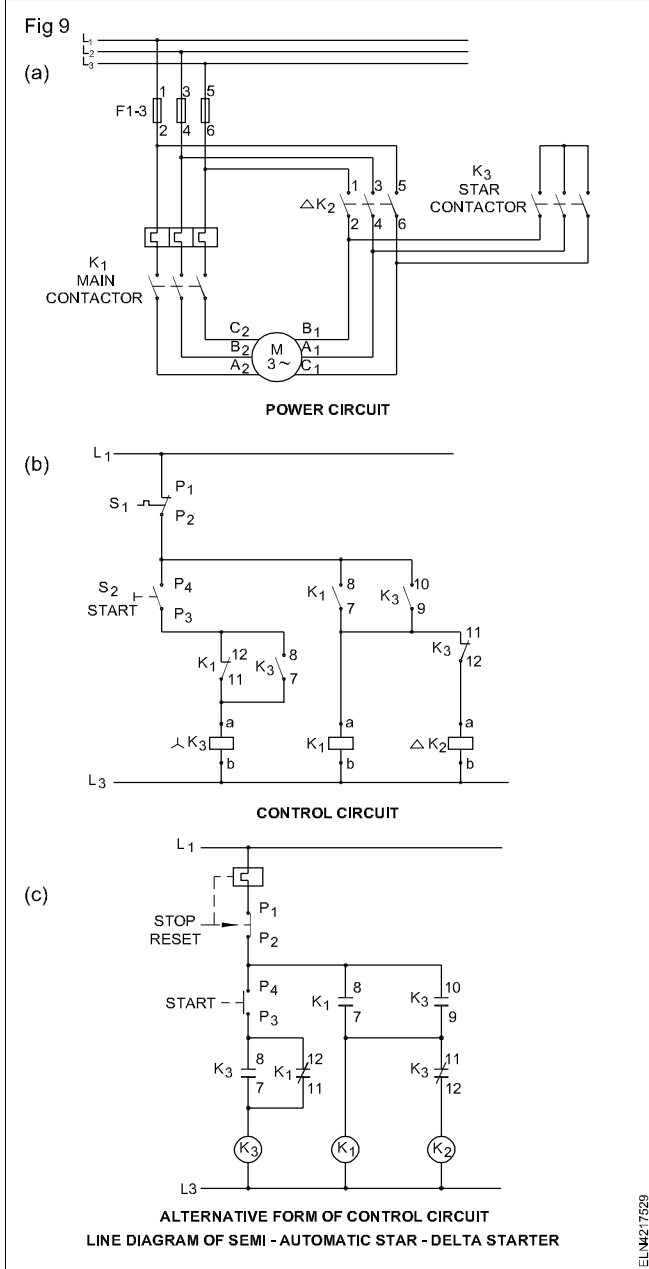 Fig 9
L1
L2
L3
(a)
1 3 5
F1-3
2 4 6
K3
STAR
CONTACTOR
1 3 5
△K2
2 4 6
K1
MAIN
CONTACTOR
C2 B1
B2 M A1
A2 3~ C1
POWER CIRCUIT
(b)
L1
P1
S1
P2
S2
START
P4
P3
K1 8
7
K3 10
9
K1 12
11
K3 8
7
K3 11
12
a a a
K3 K1 △ K2
b b b
L3
CONTROL CIRCUIT
L1
(c)
STOP
RESET
P1
P2
START
P4
P3
K1 8
7
K3 10
9
K3 8
7
K1 12
11
K3 11
12
K3 K1 K2
L3
ALTERNATIVE FORM OF CONTROL CIRCUIT
LINE DIAGRAM OF SEMI - AUTOMATIC STAR - DELTA STARTER
ELN4217529